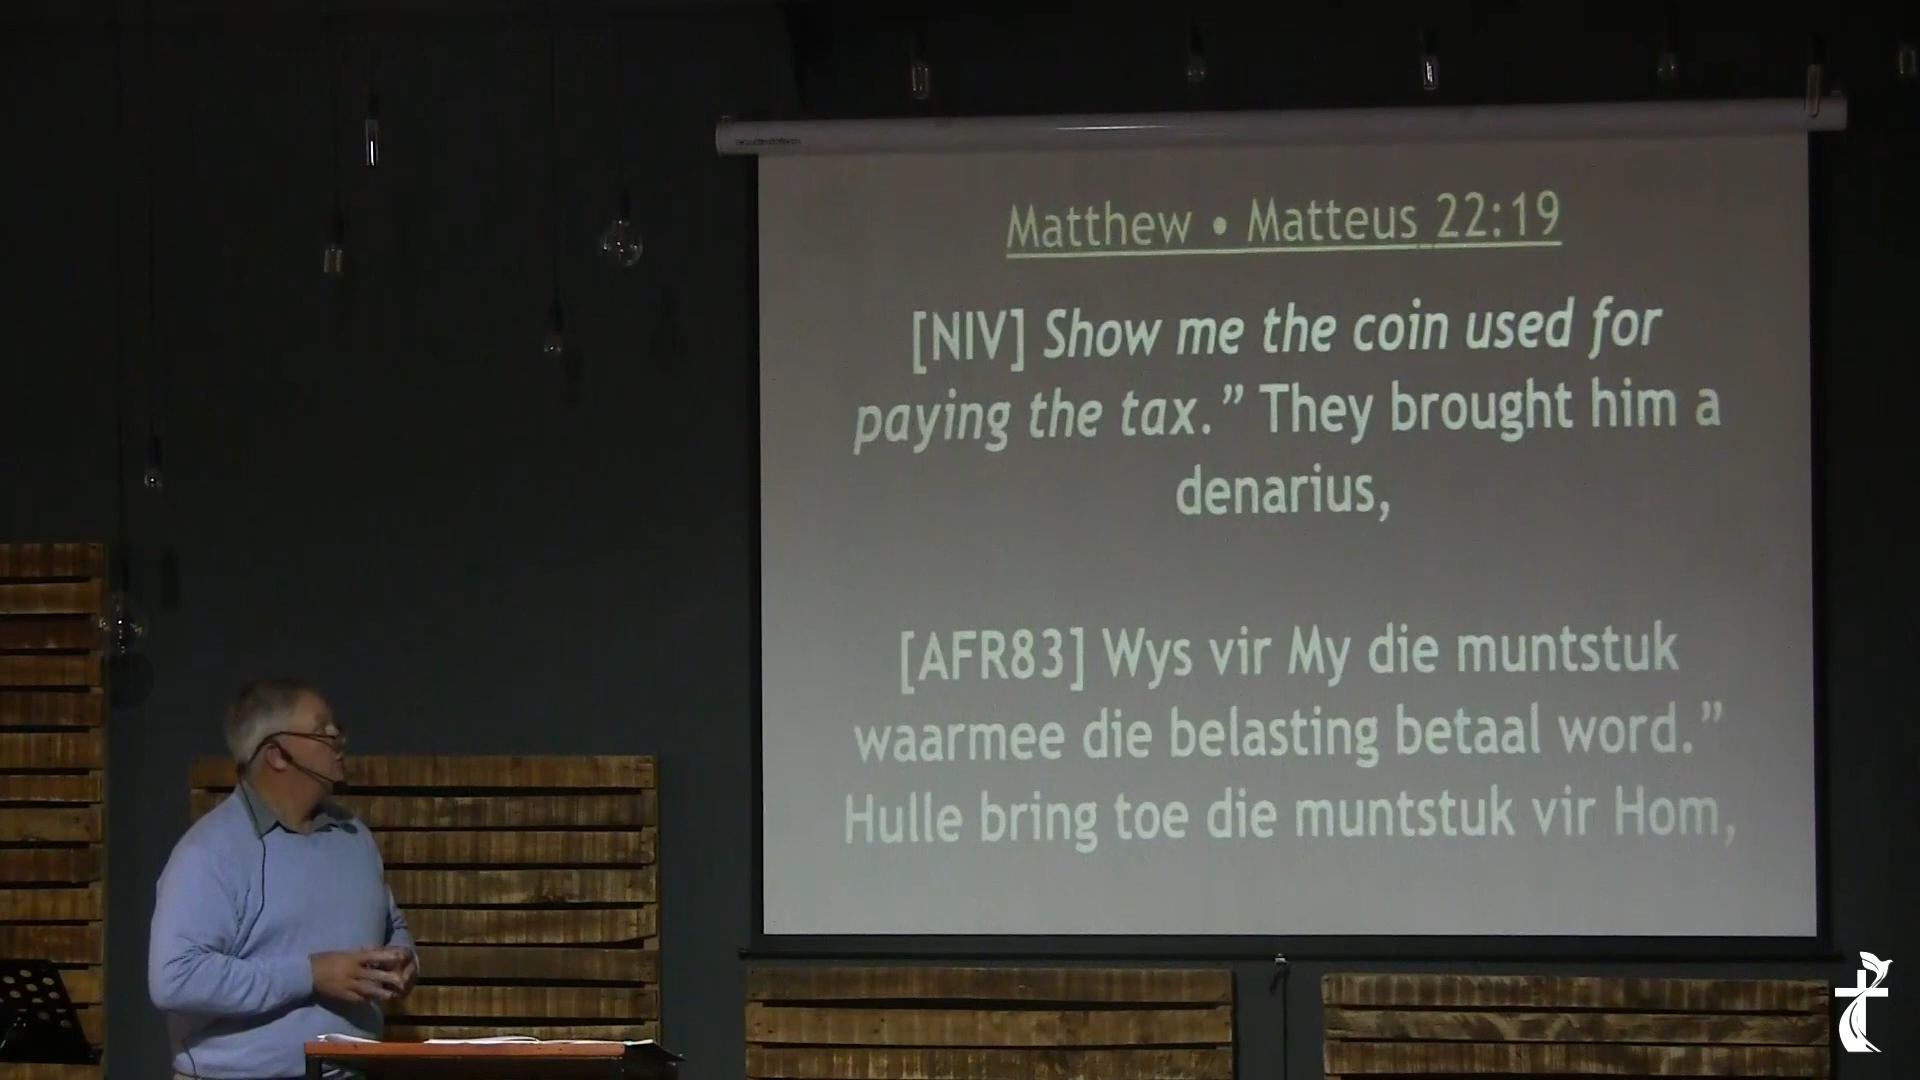 Matthew • Matteus 22:19
[NIV] Show me the coin used for
paying the tax.” They brought him a
denarius,
[AFR83] Wys vir My die muntstuk
waarmee die belasting betaal word.”
Hulle bring toe die muntstuk vir Hom,